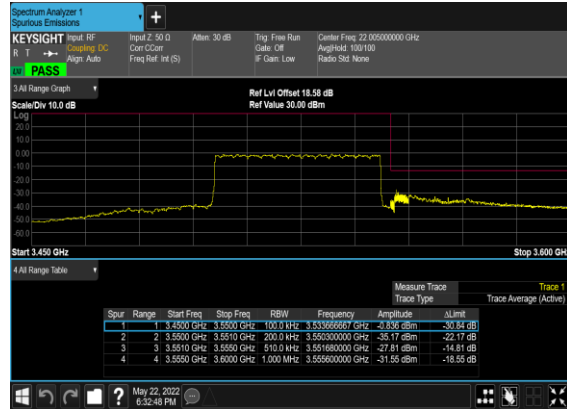 Spectrum Analyzer 1
Spurious Emissions
KEYSIGHT Input: RF Input Z: 50 Ω Atten: 30 dB Trig: Free Run Center Freq: 22.005000000 GHz
R T Coupling: DC Corr CCorr Gate: Off Avg|Hold: 100/100
Align: Auto Freq Ref: Int (S) IF Gain: Low Radio Std: None
PASS
3 All Range Graph
Ref Lvl Offset 18.58 dB
Scale/Div 10.0 dB Ref Value 30.00 dBm
Log
20.0
10.0
0.00
-10.0
-20.0
-30.0
-40.0
-50.0
-60.0
Start 3.450 GHz Stop 3.600 GH
4 All Range Table
Measure Trace Trace 1
Trace Type Trace Average (Active)
Spur Range Start Freq Stop Freq RBW Frequency Amplitude ΔLimit
1 1 3.4500 GHz 3.5500 GHz 100.0 kHz 3.533666667 GHz -0.836 dBm -30.84 dB
2 2 3.5500 GHz 3.5510 GHz 200.0 kHz 3.550300000 GHz -35.17 dBm -22.17 dB
3 3 3.5510 GHz 3.5550 GHz 510.0 kHz 3.551680000 GHz -27.81 dBm -14.81 dB
4 4 3.5550 GHz 3.6000 GHz 1.000 MHz 3.555600000 GHz -31.55 dBm -18.55 dB
May 22, 2022
6:32:48 PM